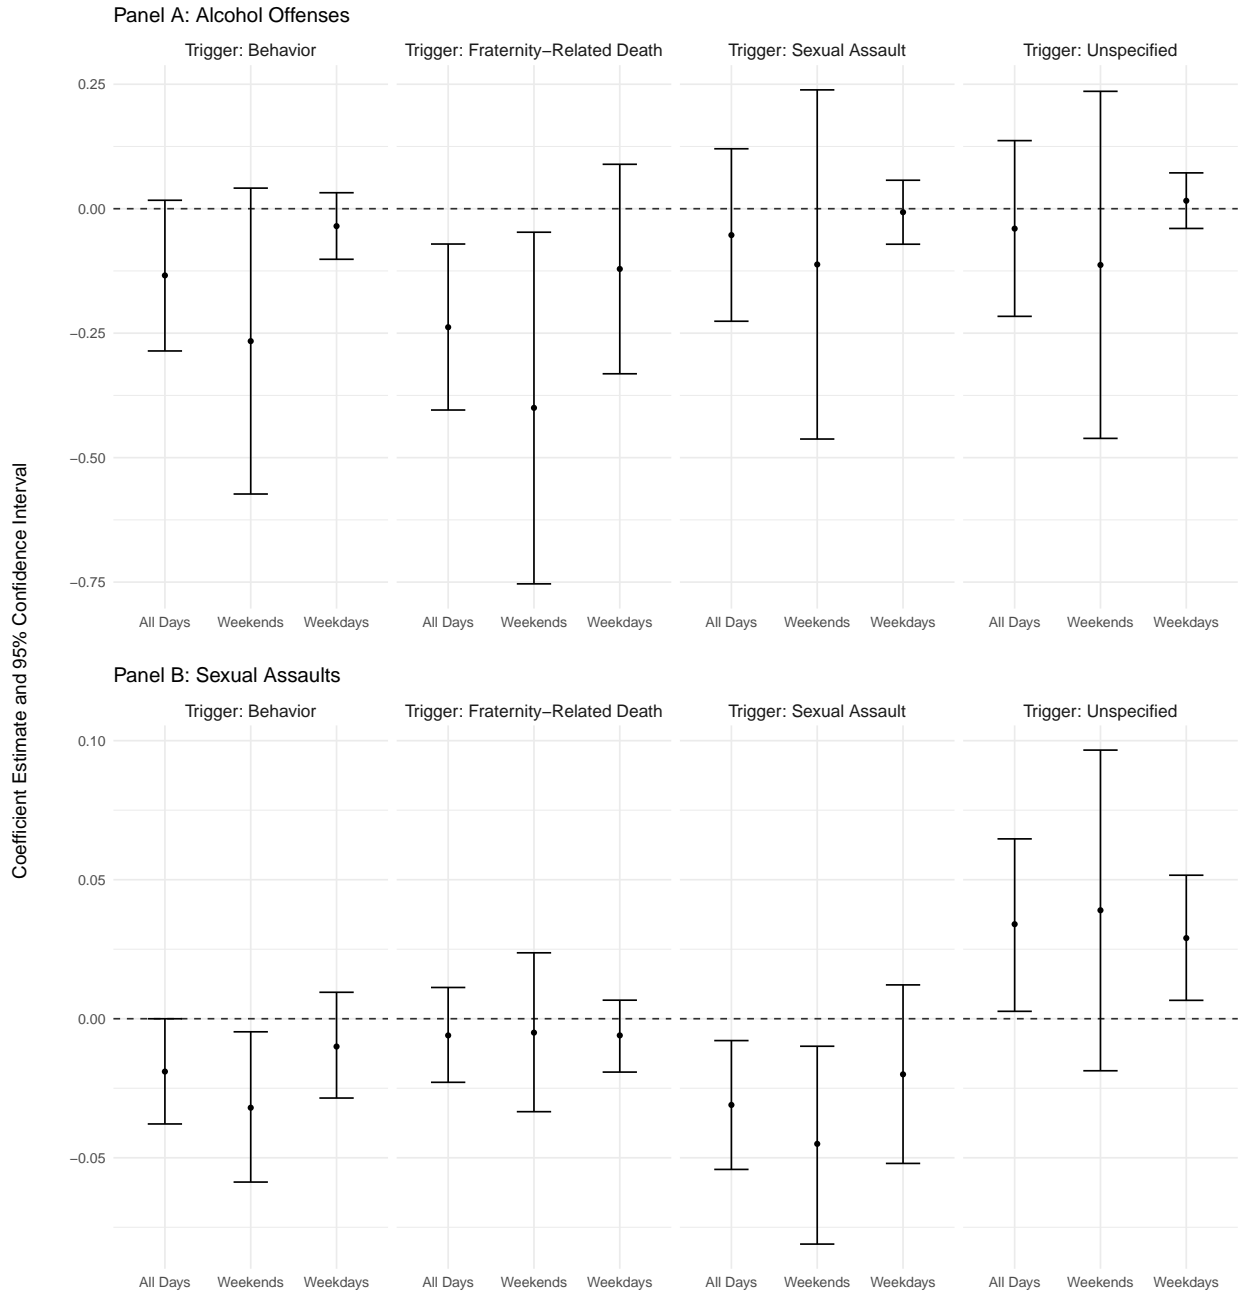 Panel A: Alcohol Offenses
Trigger: Behavior Trigger: Fraternity−Related Death Trigger: Sexual Assault Trigger: Unspecified
0.25
0.00
−0.25
−0.50
−0.75
All Days Weekends Weekdays All Days Weekends Weekdays All Days Weekends Weekdays All Days Weekends Weekdays
Coefficient Estimate and 95% Confidence Interval
Panel B: Sexual Assaults
Trigger: Behavior Trigger: Fraternity−Related Death Trigger: Sexual Assault Trigger: Unspecified
0.10
0.05
0.00
−0.05
All Days Weekends Weekdays All Days Weekends Weekdays All Days Weekends Weekdays All Days Weekends Weekdays